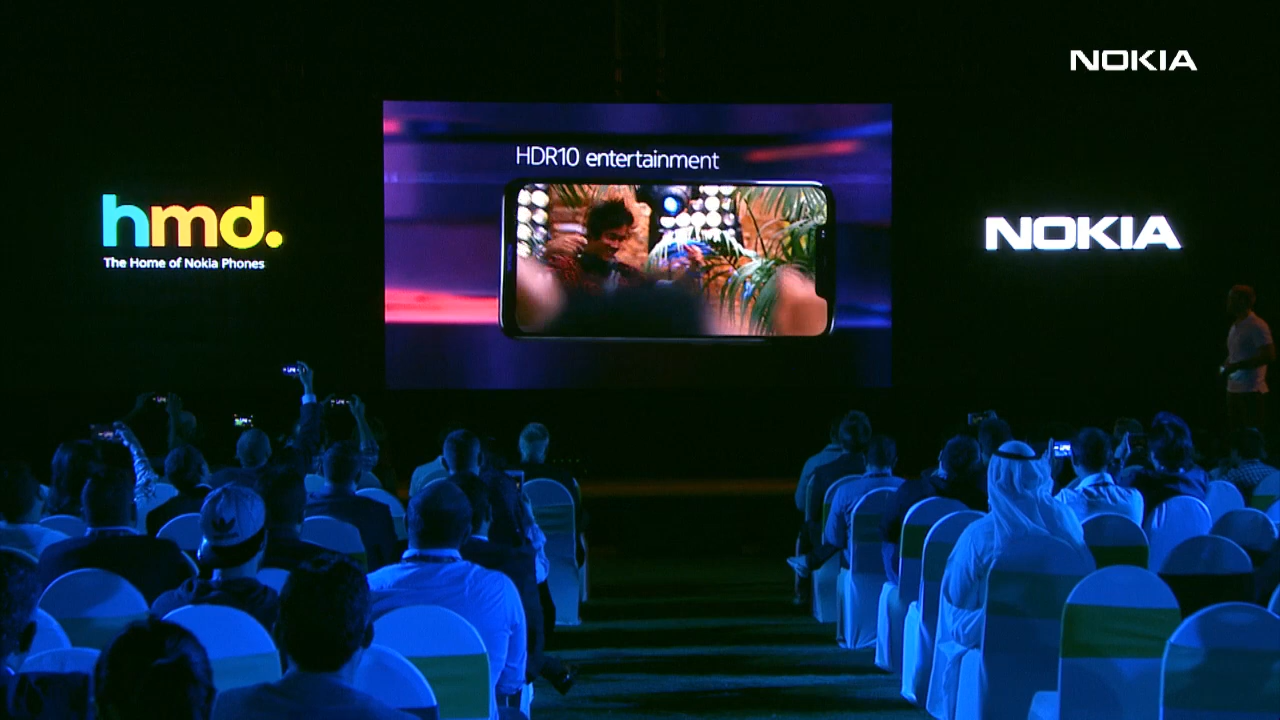 NOKIA
HDR10 entertainment
hmd.
The Home of Nokia Phones
NOKIA